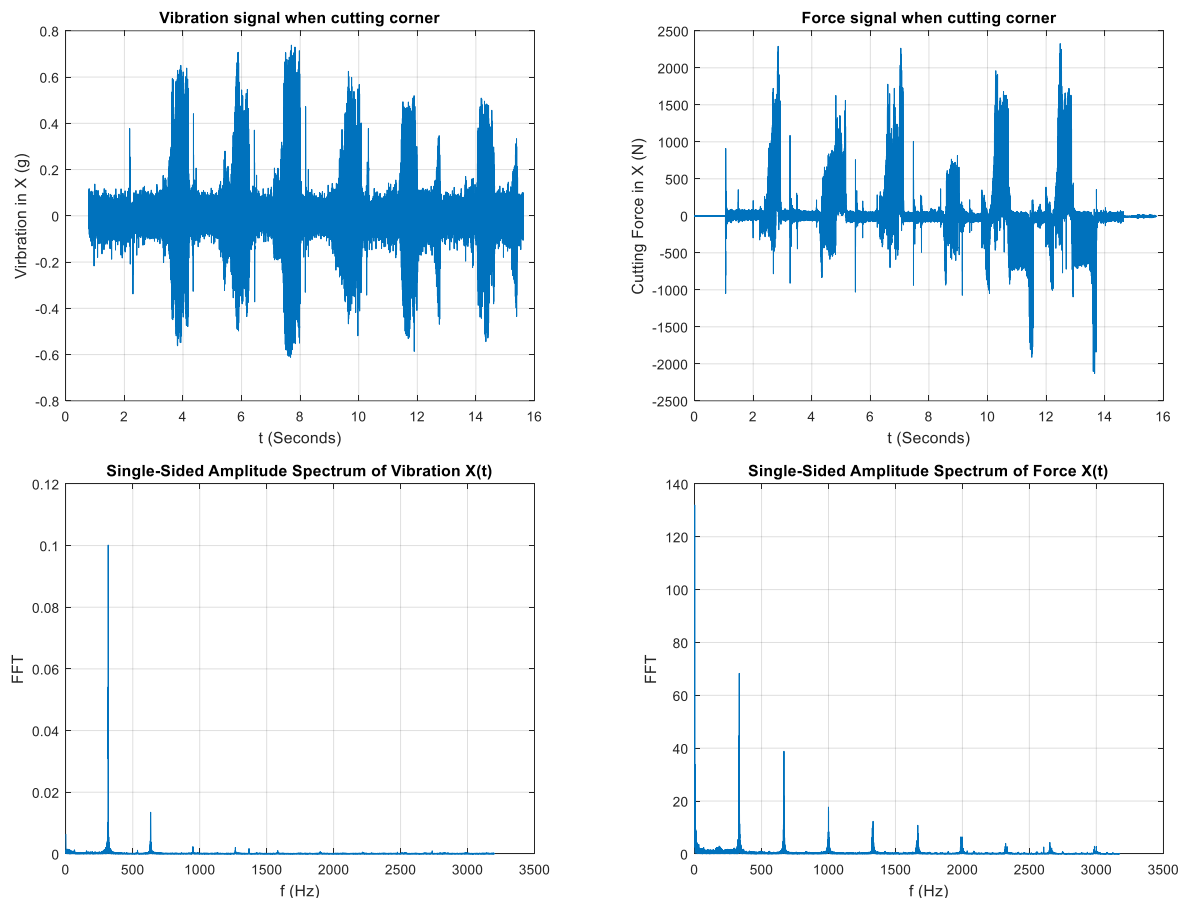 Vibration signal when cutting corner
0.8
0.6
0.4
0.2
0
-0.2
-0.4
-0.6
-0.8
Virbration in X (g)
0 2 4 6 8 10 12 14 16
t (Seconds)
Force signal when cutting corner
2500
2000
1500
1000
500
0
-500
-1000
-1500
-2000
-2500
Cutting Force in X (N)
0 2 4 6 8 10 12 14 16
t (Seconds)
Single-Sided Amplitude Spectrum of Vibration X(t)
0.12
0.1
0.08
0.06
0.04
0.02
0
FFT
0 500 1000 1500 2000 2500 3000 3500
f (Hz)
Single-Sided Amplitude Spectrum of Force X(t)
140
120
100
80
60
40
20
0
FFT
0 500 1000 1500 2000 2500 3000 3500
f (Hz)